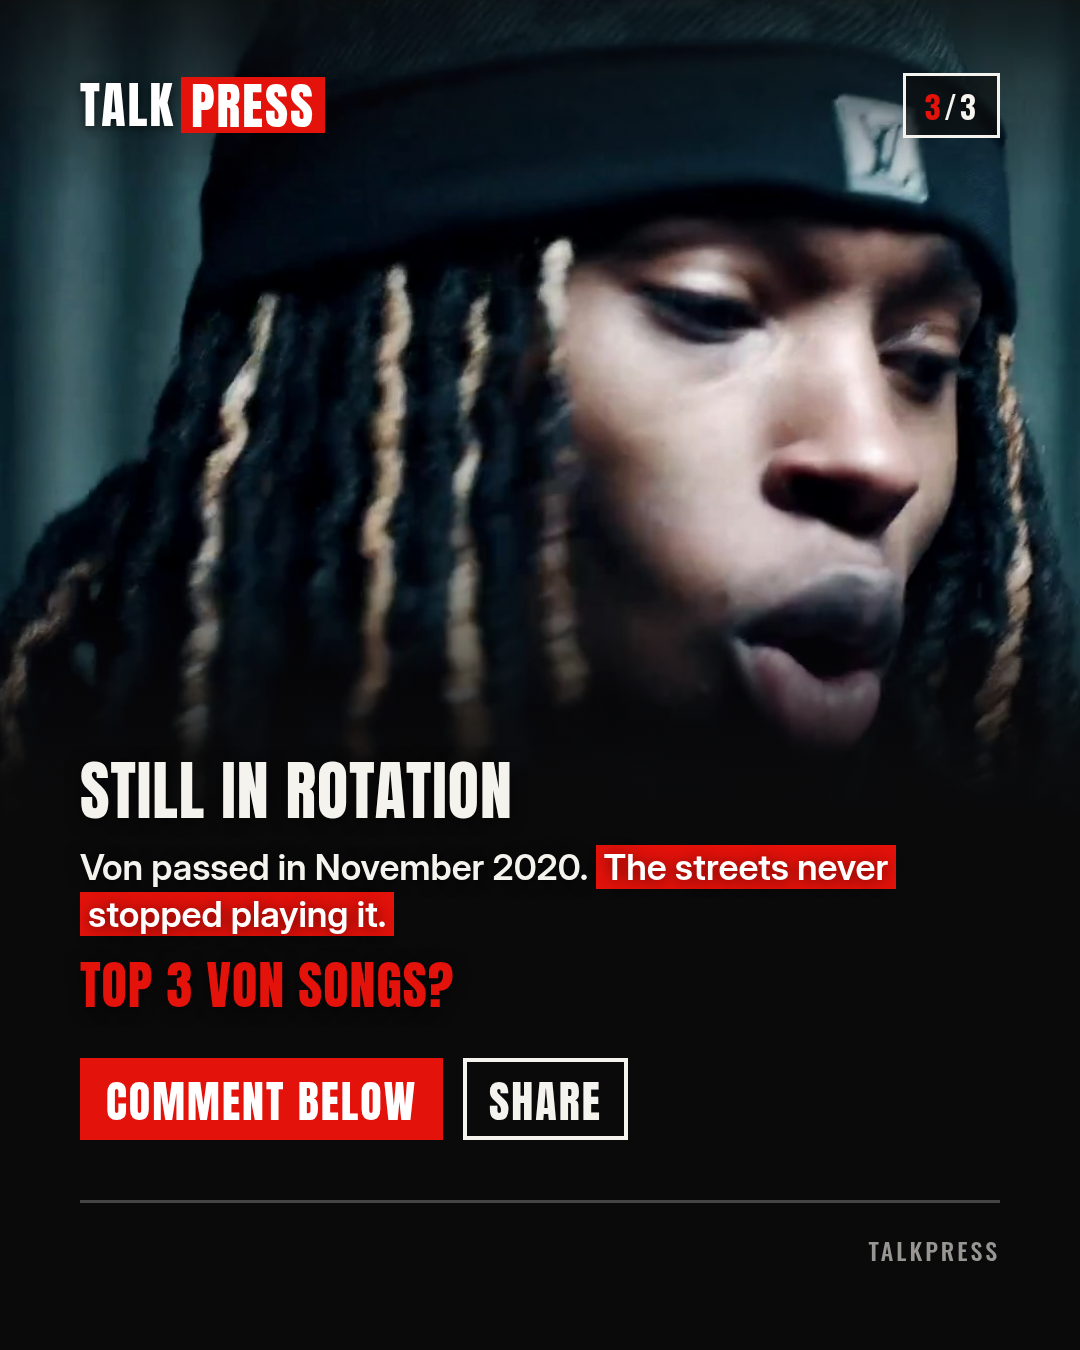 TALK PRESS
3/3
STILL IN ROTATION
Von passed in November 2020. The streets never
stopped playing it.
TOP 3 VON SONGS?
COMMENT BELOW
SHARE
TALKPRESS